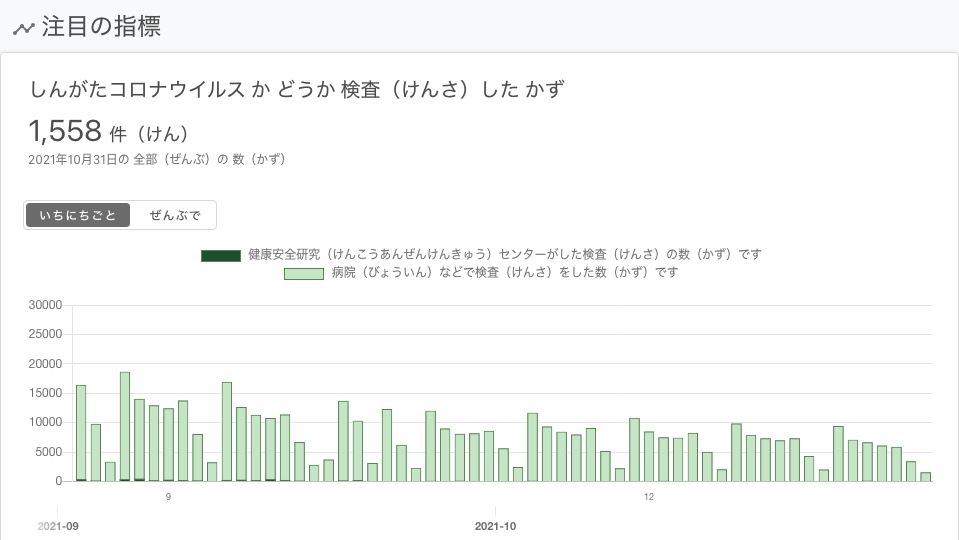 注目の指標
しんがたコロナウイルス か どうか 検査（けんさ）した かず
1,558 件（けん）
2021年10月31日の 全部（ぜんぶ）の 数（かず）
いちにちごと ぜんぶで
健康安全研究（けんこうあんぜんけんきゅう）センターがした検査（けんさ）の数（かず）です
病院（びょういん）などで検査（けんさ）をした数（かず）です
30000
25000
20000
15000
10000
5000
0
9 12
2021-09 2021-10